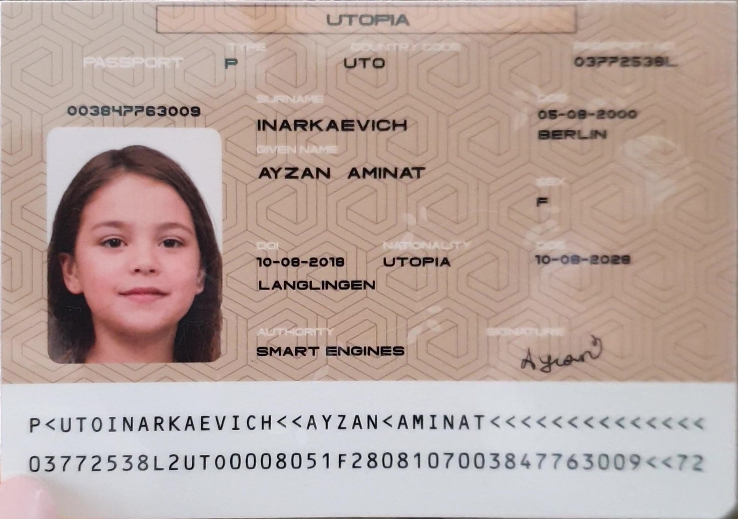 UTOPIA
TYPE COUNTRY CODE PASSPORT NR.
PASSPORT P UTO 03772538L
003847763009
SURNAME DOB
INARKAEVICH 05-08-2000
BERLIN
GIVEN NAME
AYZAN AMINAT
SEX
F
DOI NATIONALITY DOE
10-08-2018 UTOPIA 10-08-2028
LANGLINGEN
AUTHORITY SIGNATURE
SMART ENGINES Ayzan
P<UTOINARKAEVICH<<AYZAN<AMINAT<<<<<<<<<<<<<<
03772538L2UTO0008051F2808107003847763009<<72